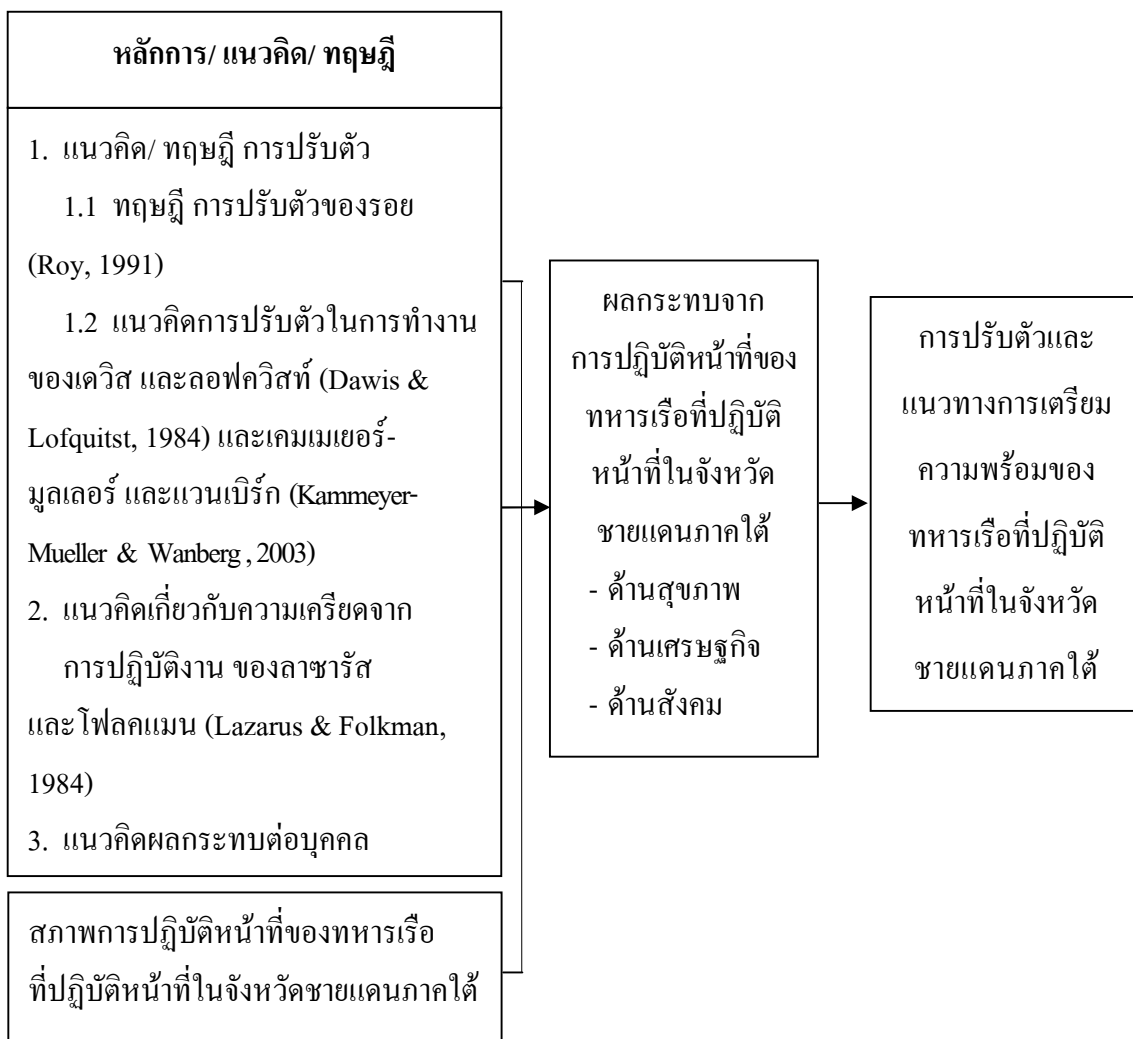 หลักการ/ แนวคิด/ ทฤษฎี
1. แนวคิด/ ทฤษฎี การปรับตัว
1.1 ทฤษฎี การปรับตัวของรอย
(Roy, 1991)
1.2 แนวคิดการปรับตัวในการทำงาน
ของเดวิส และลอฟควิสท์ (Dawis &
Lofquitst, 1984) และเคมเมเยอร์-
มูลเลอร์ และแวนเบิร์ก (Kammeyer-
Mueller & Wanberg , 2003)
2. แนวคิดเกี่ยวกับความเครียดจาก
การปฏิบัติงาน ของลาซารัส
และโฟลคแมน (Lazarus & Folkman,
1984)
3. แนวคิดผลกระทบต่อบุคคล
สภาพการปฏิบัติหน้าที่ของทหารเรือ
ที่ปฏิบัติหน้าที่ในจังหวัดชายแดนภาคใต้
ผลกระทบจาก
การปฏิบัติหน้าที่ของ
ทหารเรือที่ปฏิบัติ
หน้าที่ในจังหวัด
ชายแดนภาคใต้
- ด้านสุขภาพ
- ด้านเศรษฐกิจ
- ด้านสังคม
การปรับตัวและ
แนวทางการเตรียม
ความพร้อมของ
ทหารเรือที่ปฏิบัติ
หน้าที่ในจังหวัด
ชายแดนภาคใต้